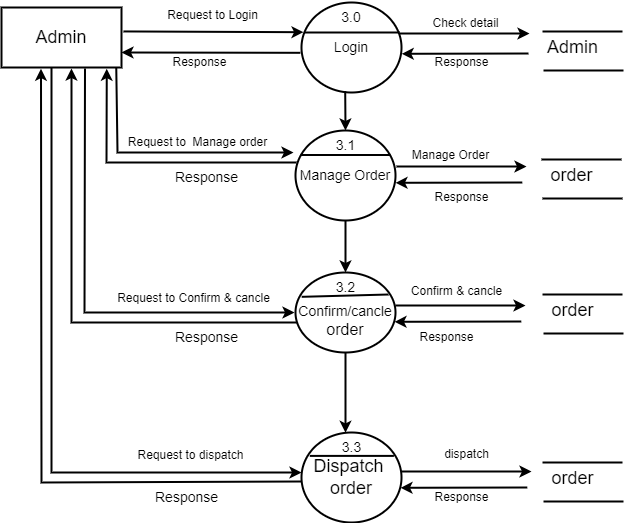 Admin
Request to Login
Response
3.0
Login
Check detail
Response
Admin
Request to Manage order
Response
3.1
Manage Order
Manage Order
Response
order
Request to Confirm & cancle
Response
3.2
Confirm/cancle
order
Confirm & cancle
Response
order
Request to dispatch
Response
3.3
Dispatch
order
dispatch
Response
order